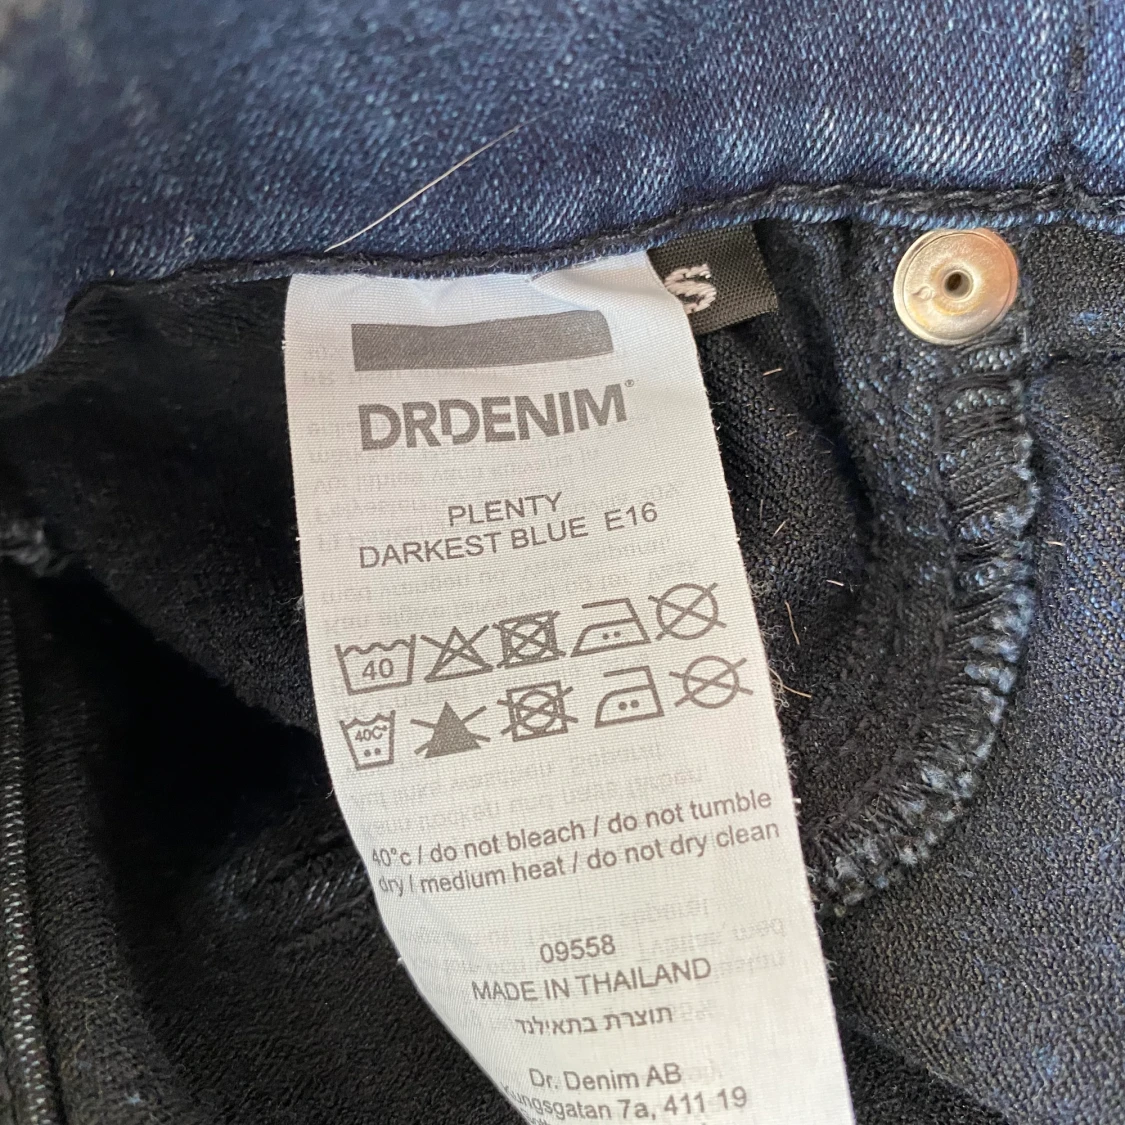 S
DRDENIM®
PLENTY
DARKEST BLUE E16
40
40C°
40°c / do not bleach / do not tumble
dry / medium heat / do not dry clean
09558
MADE IN THAILAND
תוצרת בתאילנד
Dr. Denim AB
Kungsgatan 7a, 411 19